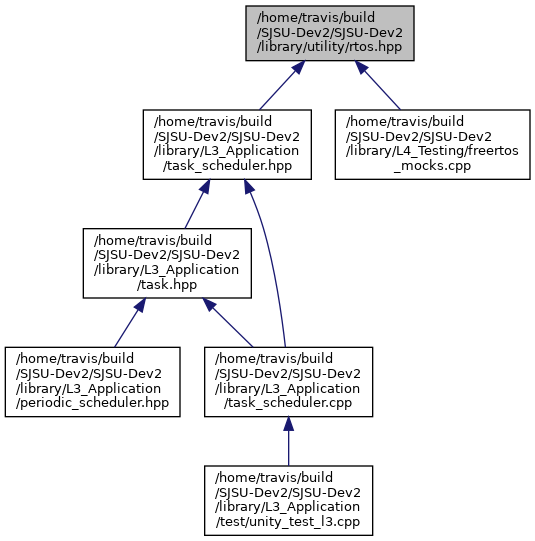 /home/travis/build
/SJSU-Dev2/SJSU-Dev2
/library/utility/rtos.hpp
/home/travis/build
/SJSU-Dev2/SJSU-Dev2
/library/L3_Application
/task_scheduler.hpp
/home/travis/build
/SJSU-Dev2/SJSU-Dev2
/library/L4_Testing/freertos
_mocks.cpp
/home/travis/build
/SJSU-Dev2/SJSU-Dev2
/library/L3_Application
/task.hpp
/home/travis/build
/SJSU-Dev2/SJSU-Dev2
/library/L3_Application
/periodic_scheduler.hpp
/home/travis/build
/SJSU-Dev2/SJSU-Dev2
/library/L3_Application
/task_scheduler.cpp
/home/travis/build
/SJSU-Dev2/SJSU-Dev2
/library/L3_Application
/test/unity_test_l3.cpp